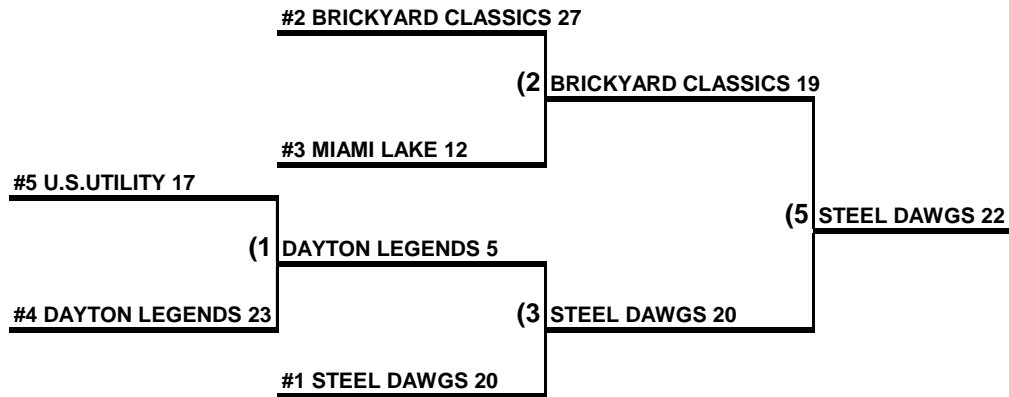 #2 BRICKYARD CLASSICS 27
(2 BRICKYARD CLASSICS 19
#3 MIAMI LAKE 12
#5 U.S.UTILITY 17
(5 STEEL DAWGS 22
(1 DAYTON LEGENDS 5
#4 DAYTON LEGENDS 23
(3 STEEL DAWGS 20
#1 STEEL DAWGS 20